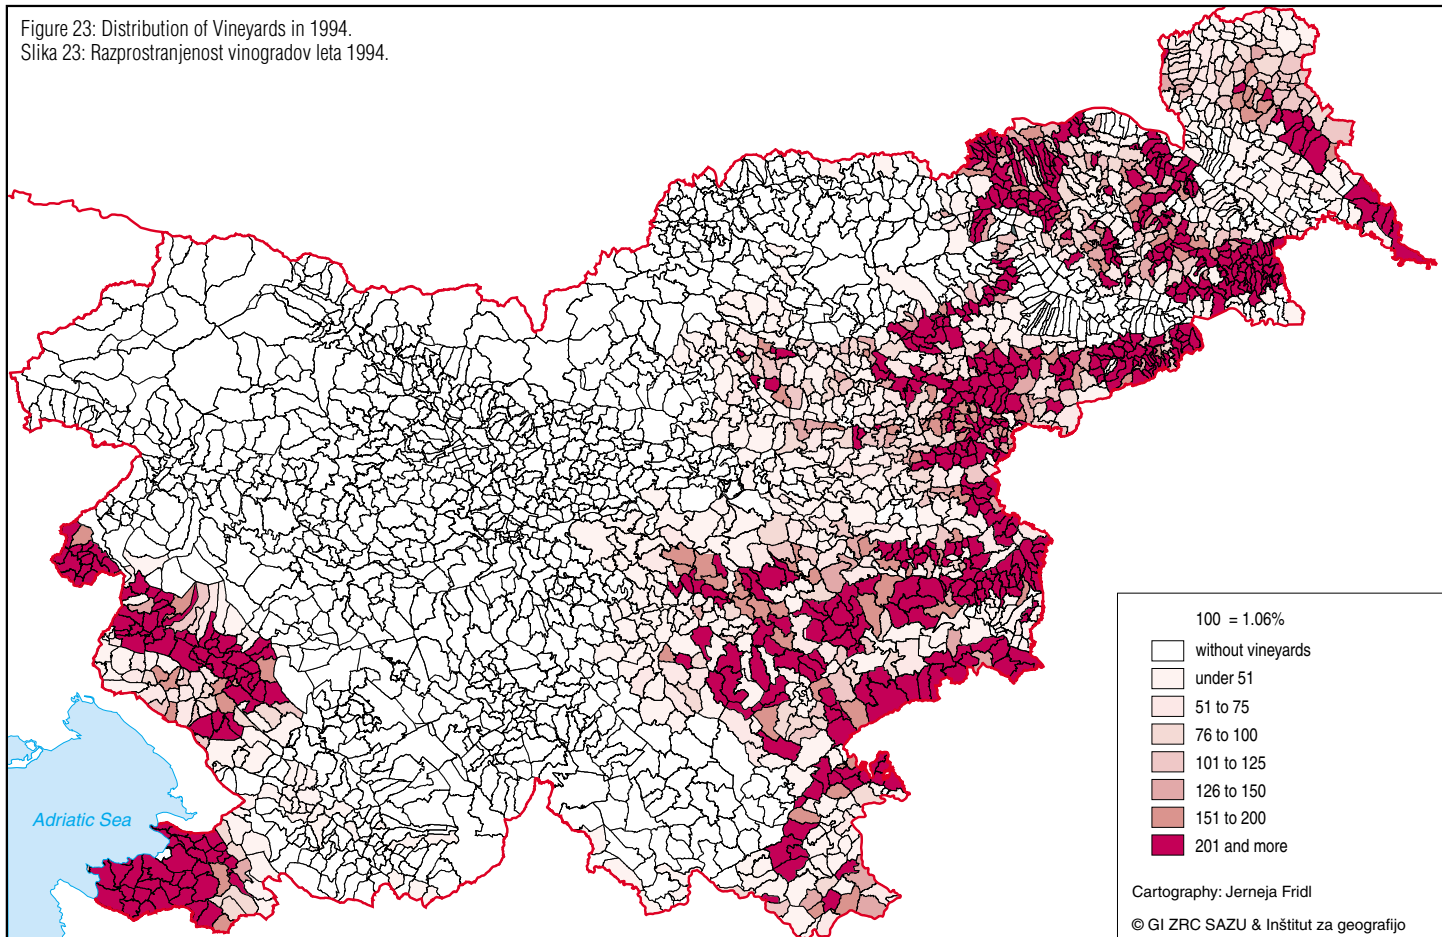 Figure 23: Distribution of Vineyards in 1994.
Slika 23: Razprostranjenost vinogradov leta 1994.
Adriatic Sea
100 = 1.06%
without vineyards
under 51
51 to 75
76 to 100
101 to 125
126 to 150
151 to 200
201 and more
Cartography: Jerneja Fridl
© GI ZRC SAZU & Inštitut za geografijo